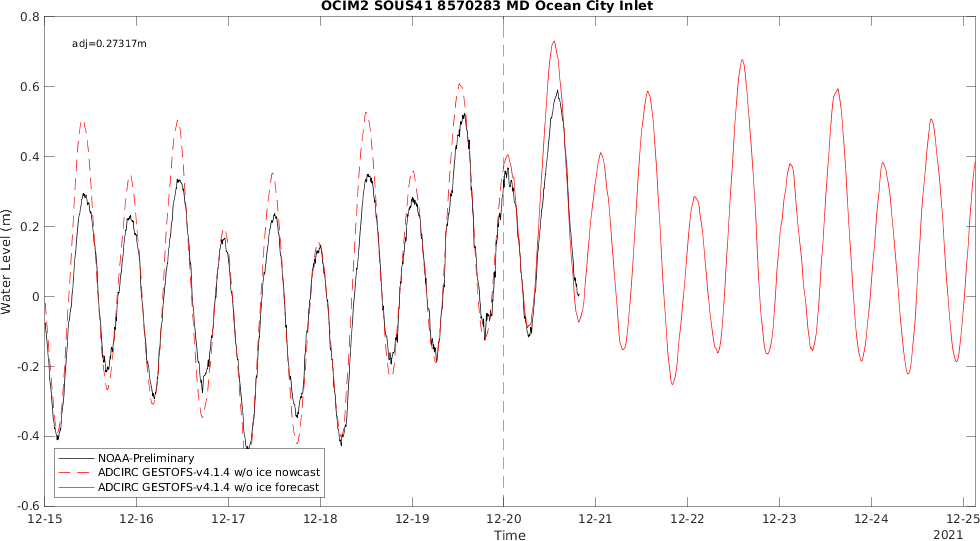 OCIM2 SOUS41 8570283 MD Ocean City Inlet
adj=0.27317m
0.8
0.6
0.4
0.2
0
-0.2
-0.4
-0.6
Water Level (m)
NOAA-Preliminary
ADCIRC GESTOFS-v4.1.4 w/o ice nowcast
ADCIRC GESTOFS-v4.1.4 w/o ice forecast
12-15 12-16 12-17 12-18 12-19 12-20 12-21 12-22 12-23 12-24 12-25
Time
2021